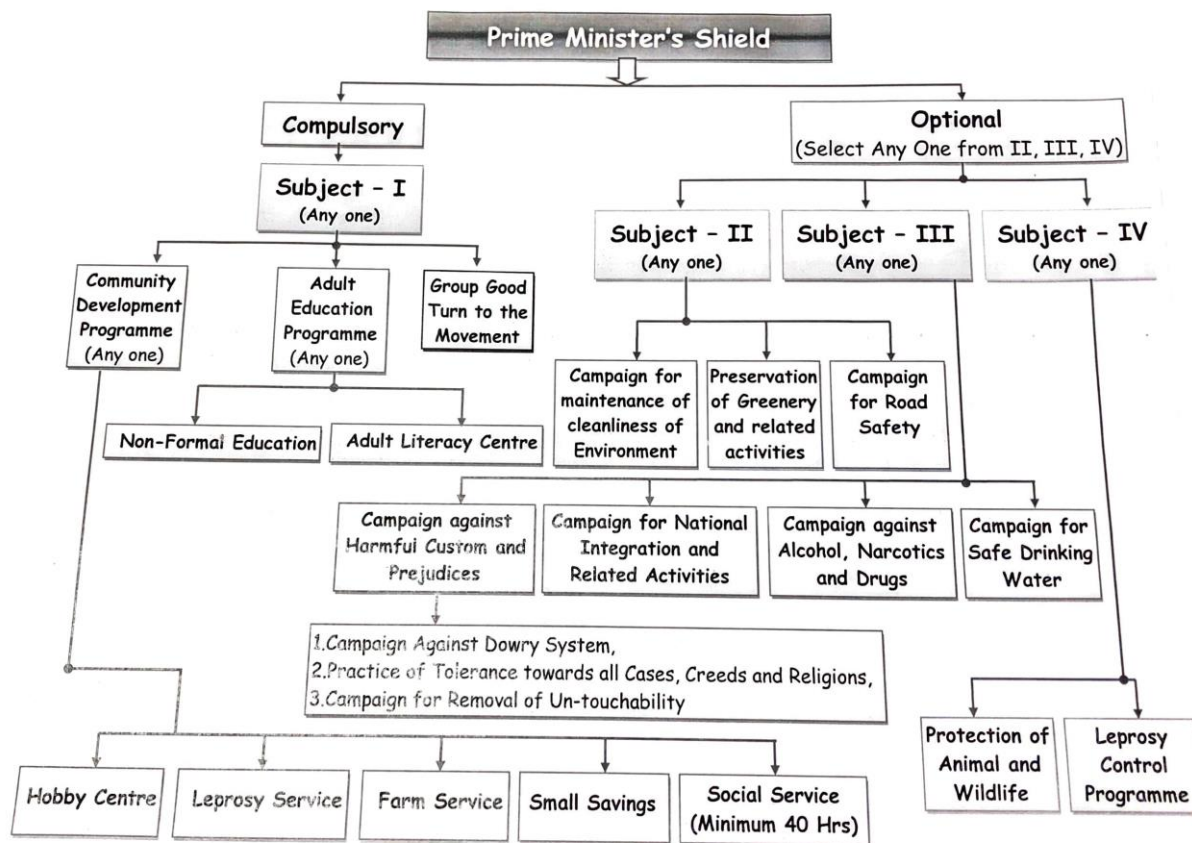 Prime Minister's Shield
Compulsory
Optional
(Select Any One from II, III, IV)
Subject - I
(Any one)
Subject - II
(Any one)
Subject - III
(Any one)
Subject - IV
(Any one)
Community
Development
Programme
(Any one)
Adult
Education
Programme
(Any one)
Group Good
Turn to the
Movement
Non-Formal Education
Adult Literacy Centre
Campaign for
maintenance of
cleanliness of
Environment
Preservation
of Greenery
and related
activities
Campaign
for Road
Safety
Campaign against
Harmful Custom and
Prejudices
Campaign for National
Integration and
Related Activities
Campaign against
Alcohol, Narcotics
and Drugs
Campaign for
Safe Drinking
Water
1.Campaign Against Dowry System,
2.Practice of Tolerance towards all Cases, Creeds and Religions,
3.Campaign for Removal of Un-touchability
Protection of
Animal and
Wildlife
Leprosy
Control
Programme
Hobby Centre
Leprosy Service
Farm Service
Small Savings
Social Service
(Minimum 40 Hrs)